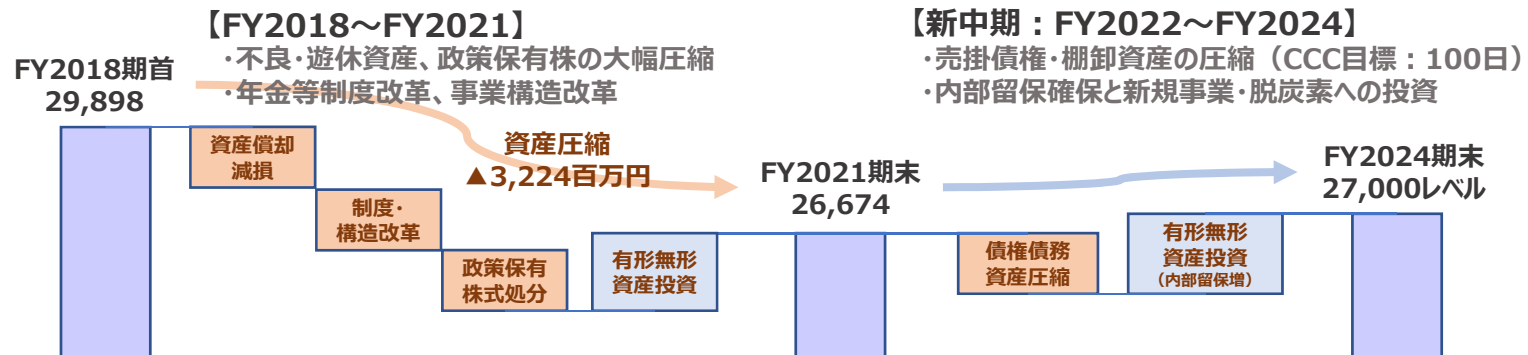 【FY2018～FY2021】
・不良・遊休資産、政策保有株の大幅圧縮
・年金等制度改革、事業構造改革
【新中期：FY2022～FY2024】
・売掛債権・棚卸資産の圧縮（CCC目標：100日）
・内部留保確保と新規事業・脱炭素への投資
FY2018期首
29,898
資産償却
減損
制度・
構造改革
政策保有
株式処分
資産圧縮
▲3,224百万円
有形無形
資産投資
FY2021期末
26,674
債権債務
資産圧縮
有形無形
資産投資
（内部留保増）
FY2024期末
27,000レベル